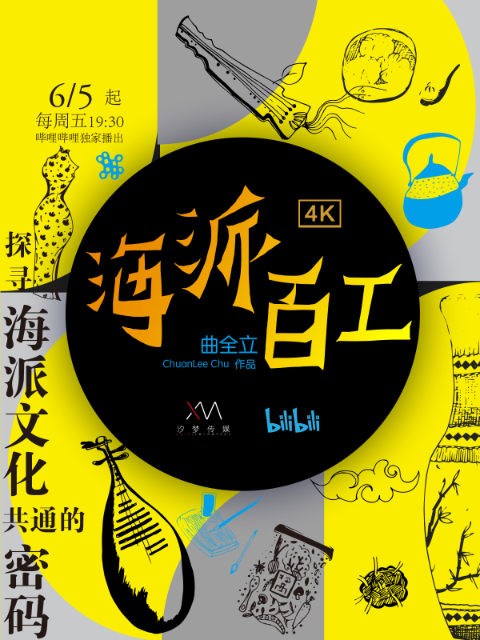 6/5 起
每周五19:30
哔哩哔哩独家播出
4K
海派百工
曲全立
ChuanLee Chu 作品
汐梦传媒
bilibili
探寻
海派文化
共通的
密码